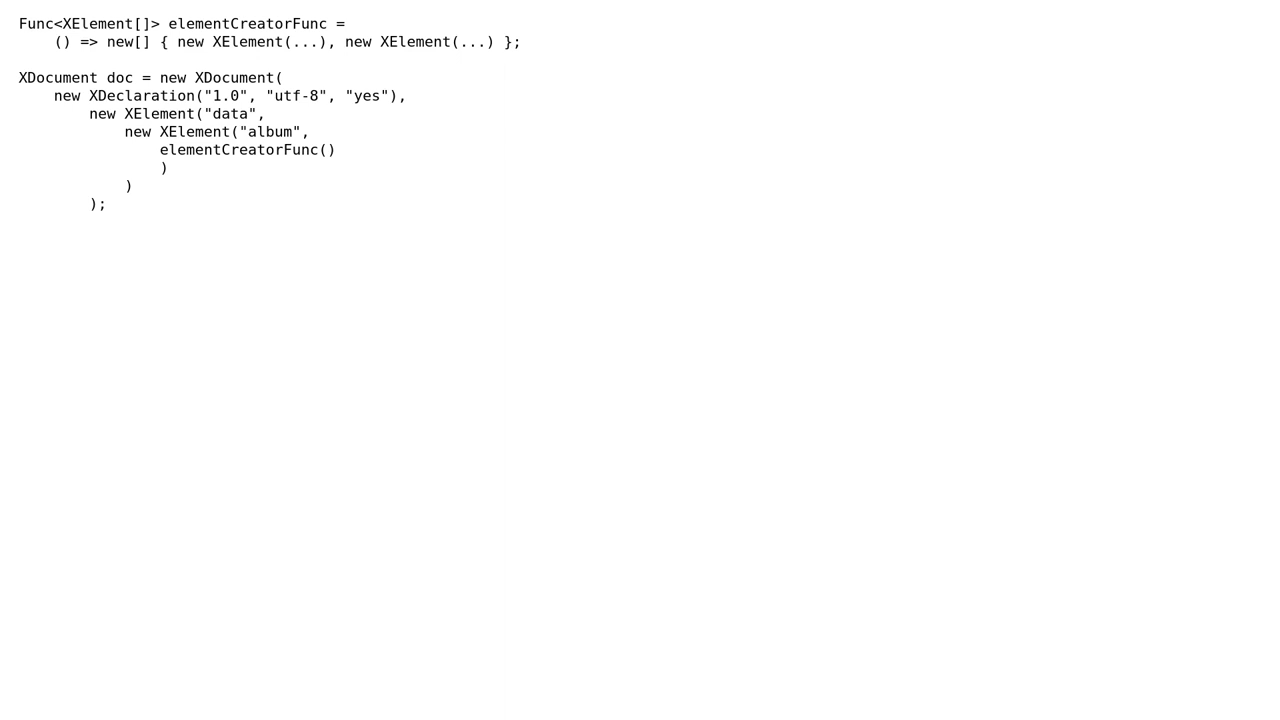 Func<XElement[]> elementCreatorFunc =
    () => new[] { new XElement(...), new XElement(...) };

XDocument doc = new XDocument(
    new XDeclaration("1.0", "utf-8", "yes"),
        new XElement("data",
            new XElement("album",
                elementCreatorFunc()
                )
            )
        );